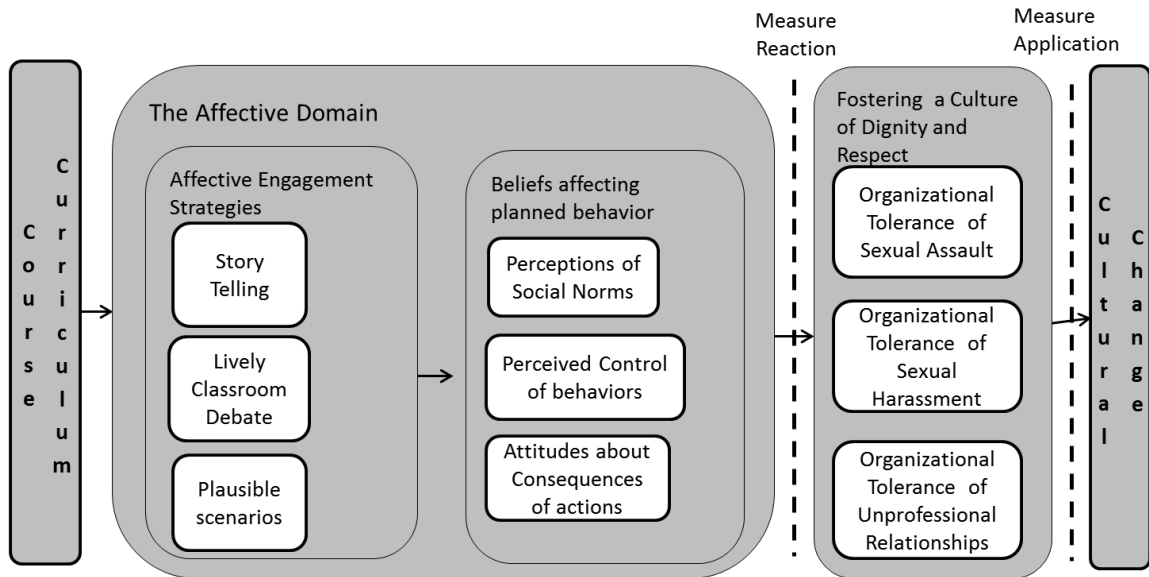 Course
Curriculum
The Affective Domain
Affective Engagement
Strategies
Story
Telling
Lively
Classroom
Debate
Plausible
scenarios
Beliefs affecting
planned behavior
Perceptions of
Social Norms
Perceived Control
of behaviors
Attitudes about
Consequences
of actions
Measure
Reaction
Fostering a Culture
of Dignity and
Respect
Organizational
Tolerance of
Sexual Assault
Organizational
Tolerance of
Sexual
Harassment
Organizational
Tolerance of
Unprofessional
Relationships
Measure
Application
Cultural
Change